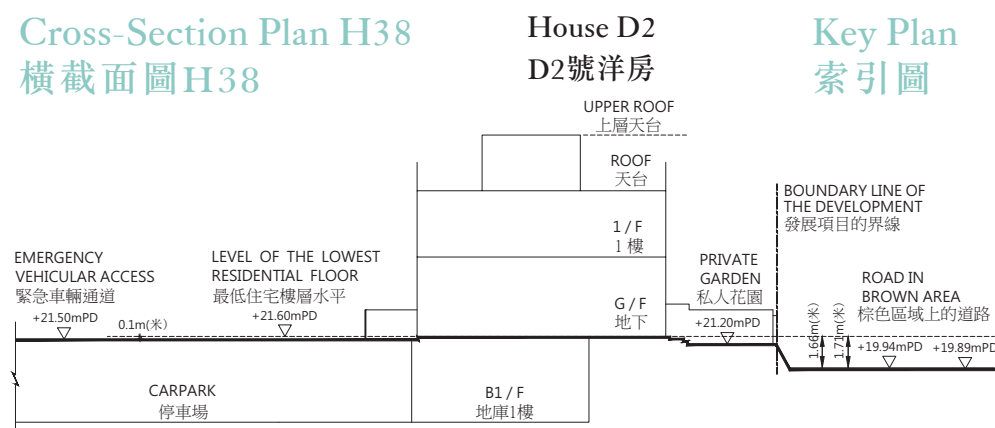 Cross-Section Plan H38
橫截面圖H38
House D2
D2號洋房
Key Plan
索引圖
UPPER ROOF
上層天台
ROOF
天台
BOUNDARY LINE OF
THE DEVELOPMENT
發展項目的界線
1 / F
1 樓
EMERGENCY
VEHICULAR ACCESS
緊急車輛通道
+21.50mPD
0.1m(米)
LEVEL OF THE LOWEST
RESIDENTIAL FLOOR
最低住宅樓層水平
+21.60mPD
G / F
地下
PRIVATE
GARDEN
私人花園
+21.20mPD
ROAD IN
BROWN AREA
棕色區域上的道路
1.66m(米)
1.71m(米)
+19.94mPD
+19.89mPD
CARPARK
停車場
B1 / F
地庫1樓